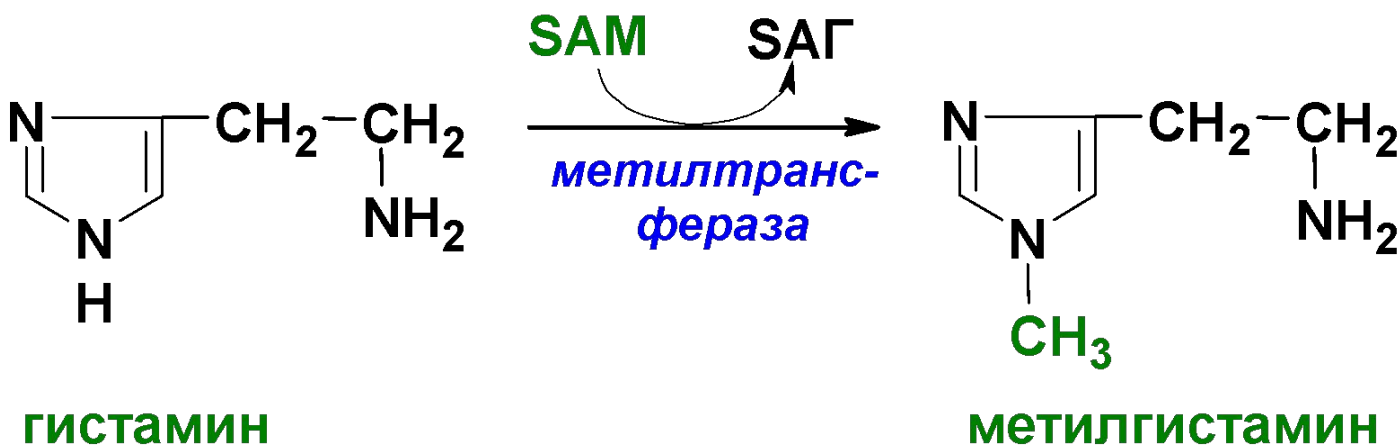 SAM SAГ
N CH₂ CH₂ N CH₂ CH₂
метилтранс-
фераза
N NH₂ N NH₂
H
CH₃
гистамин метилгистамин